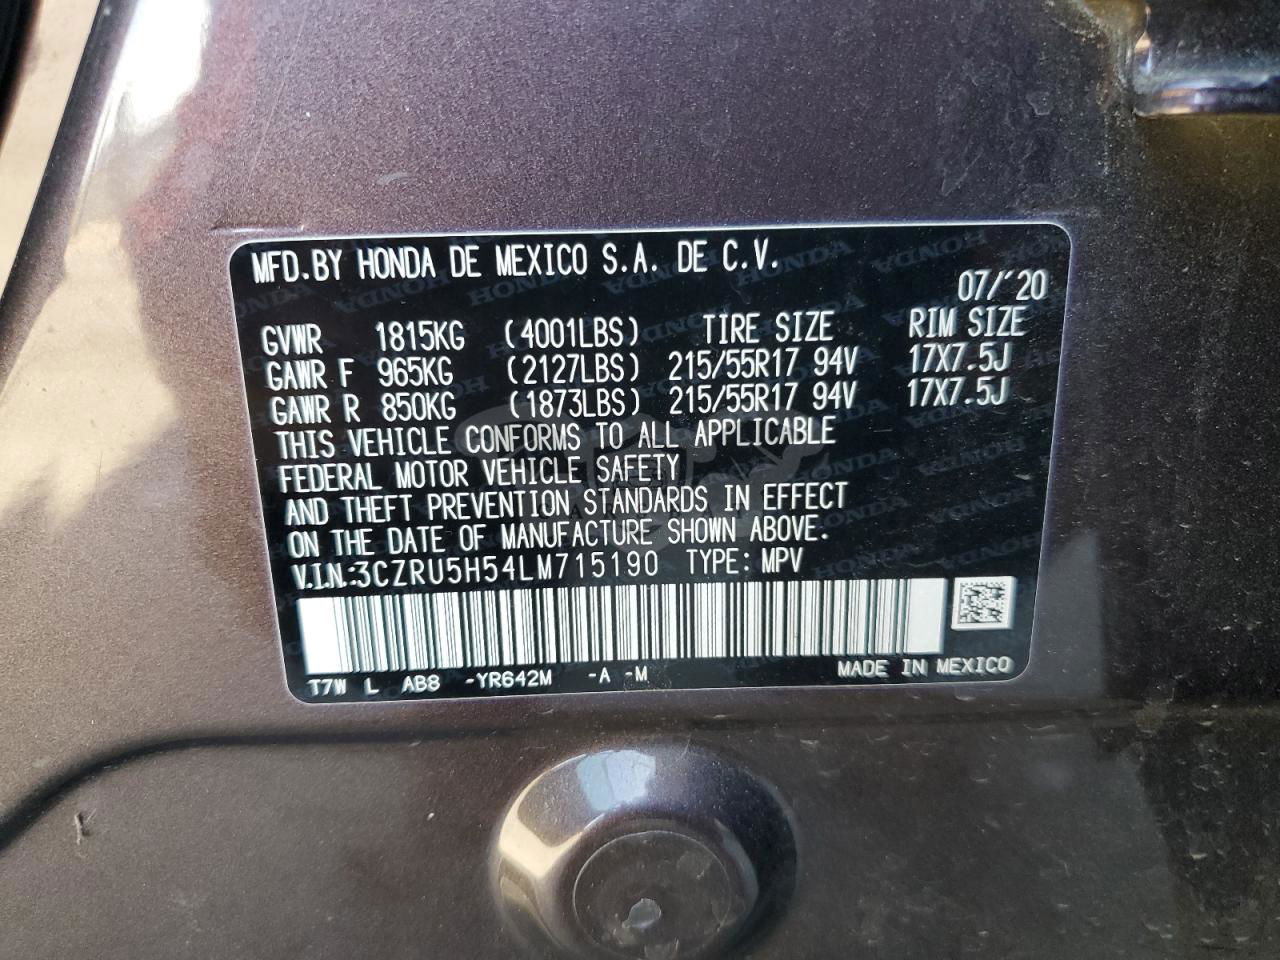 MFD.BY HONDA DE MEXICO S.A. DE C.V.
07/'20
GVWR 1815KG (4001LBS) TIRE SIZE RIM SIZE
GAWR F 965KG (2127LBS) 215/55R17 94V 17X7.5J
GAWR R 850KG (1873LBS) 215/55R17 94V 17X7.5J
THIS VEHICLE CONFORMS TO ALL APPLICABLE
FEDERAL MOTOR VEHICLE SAFETY
AND THEFT PREVENTION STANDARDS IN EFFECT
ON THE DATE OF MANUFACTURE SHOWN ABOVE.
V.I.N.:3CZRU5H54LM715190 TYPE: MPV
T7W L AB8 -YR642M -A -M MADE IN MEXICO